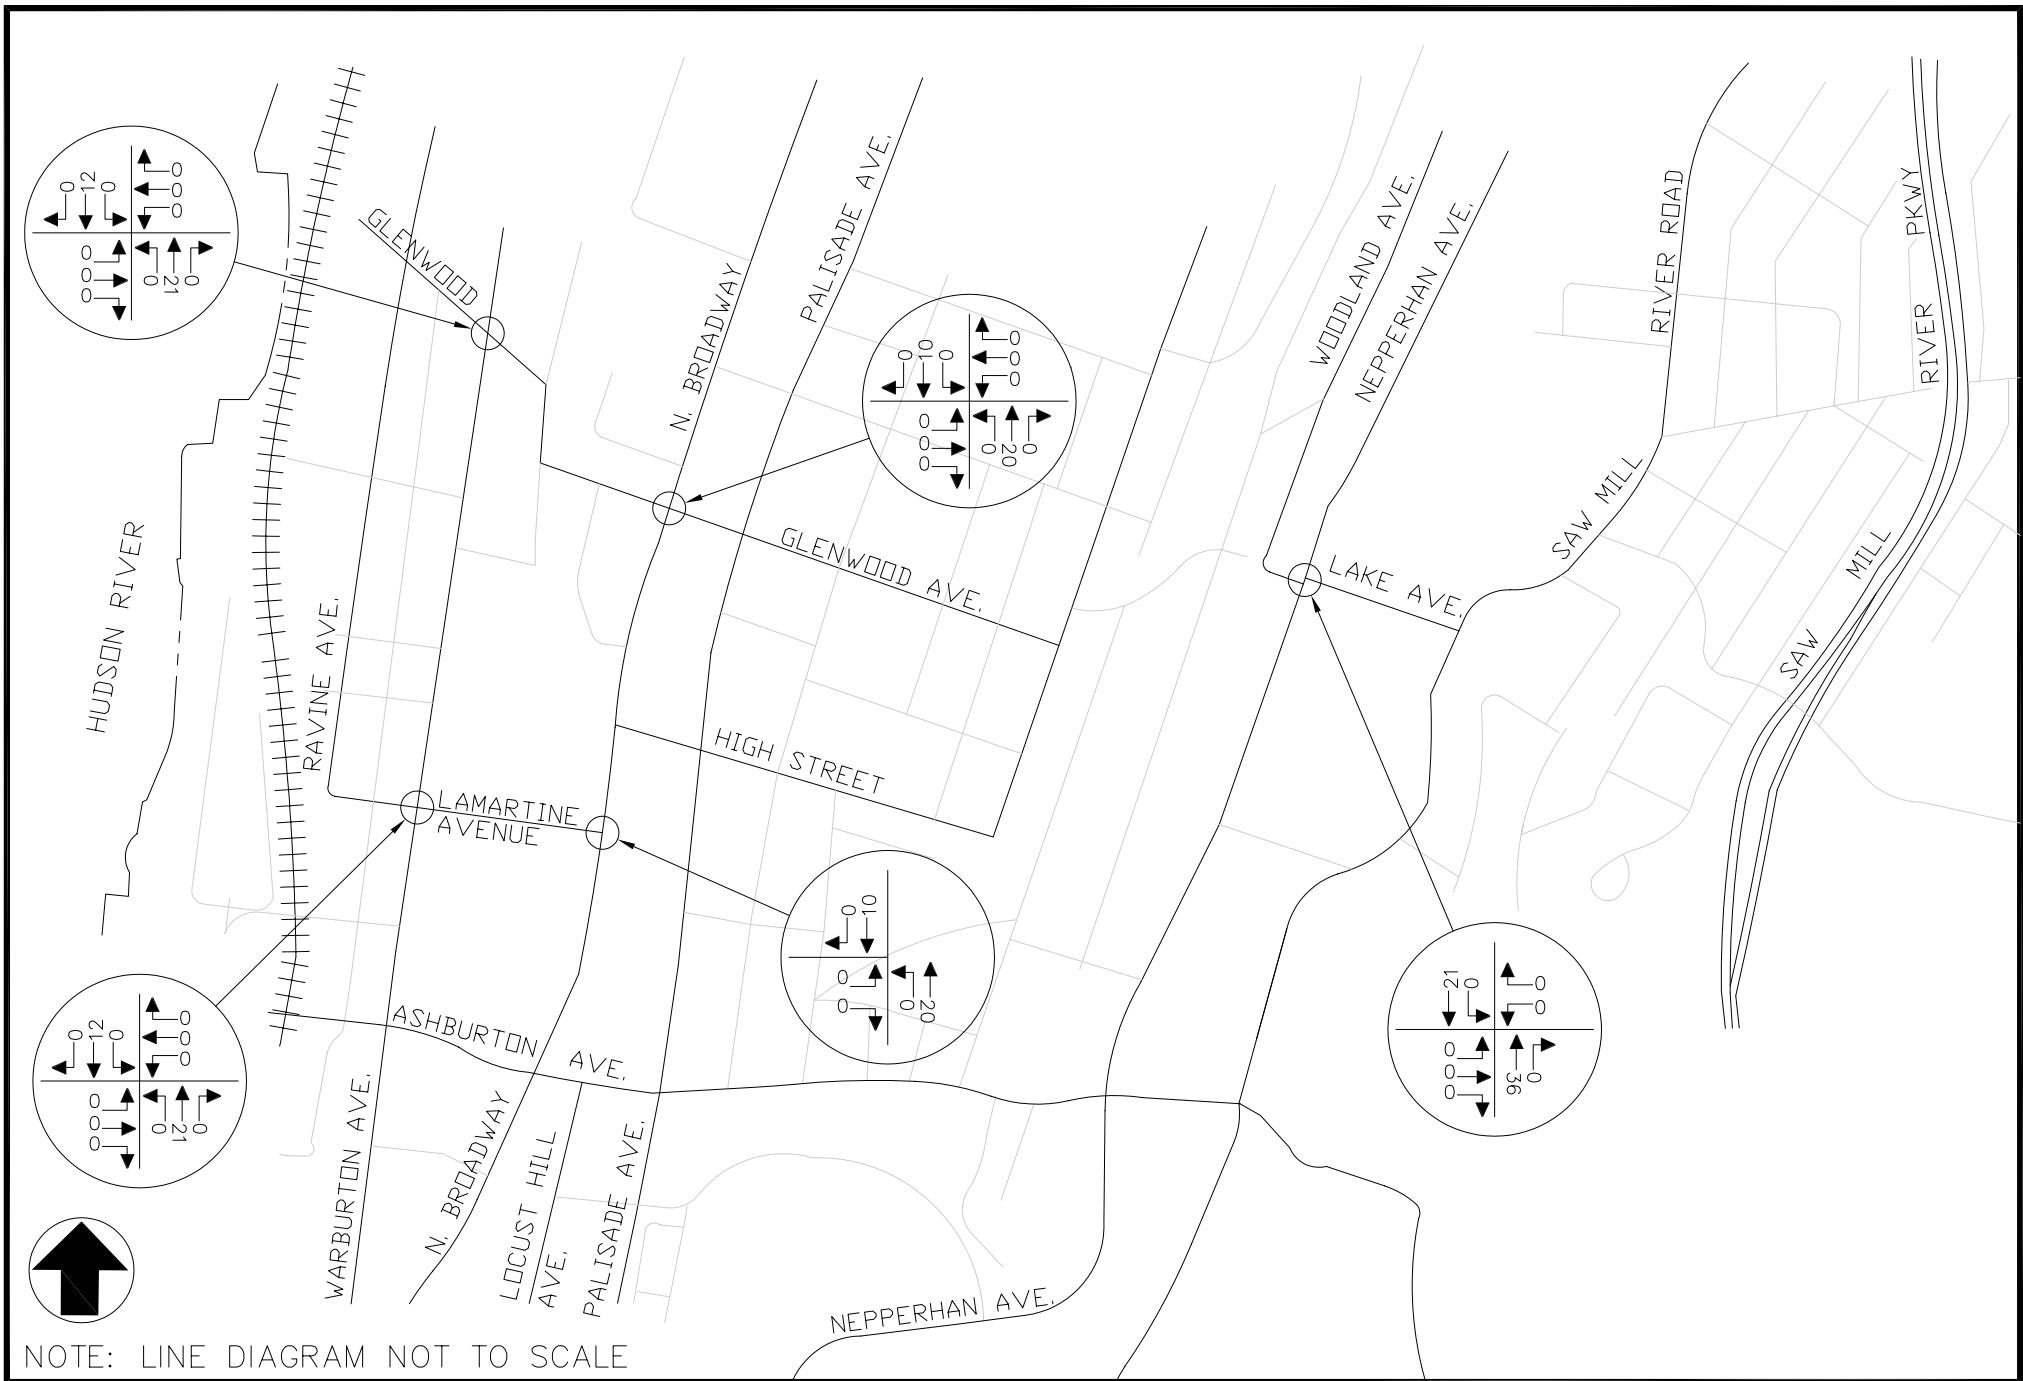 GLENWOOD
N. BROADWAY
PALISADE AVE.
WOODLAND AVE.
NEPPERHAN AVE.
RIVER ROAD
SAW MILL
PKWY
RIVER
MILL
SAW
0
0
0
0
12
0
0
0
0
0
21
0
0
0
0
0
10
0
0
0
0
0
20
0
HUDSON RIVER
RAVINE AVE.
GLENWOOD AVE.
LAKE AVE.
HIGH STREET
LAMARTINE
AVENUE
0
10
0
0
0
20
21
0
0
0
0
0
0
36
0
0
12
0
0
0
0
0
0
0
0
21
0
ASHBURTON AVE.
WARBURTON AVE.
N. BROADWAY
LOCUST HILL
AVE.
PALISADE AVE.
NEPPERHAN AVE.
NOTE: LINE DIAGRAM NOT TO SCALE